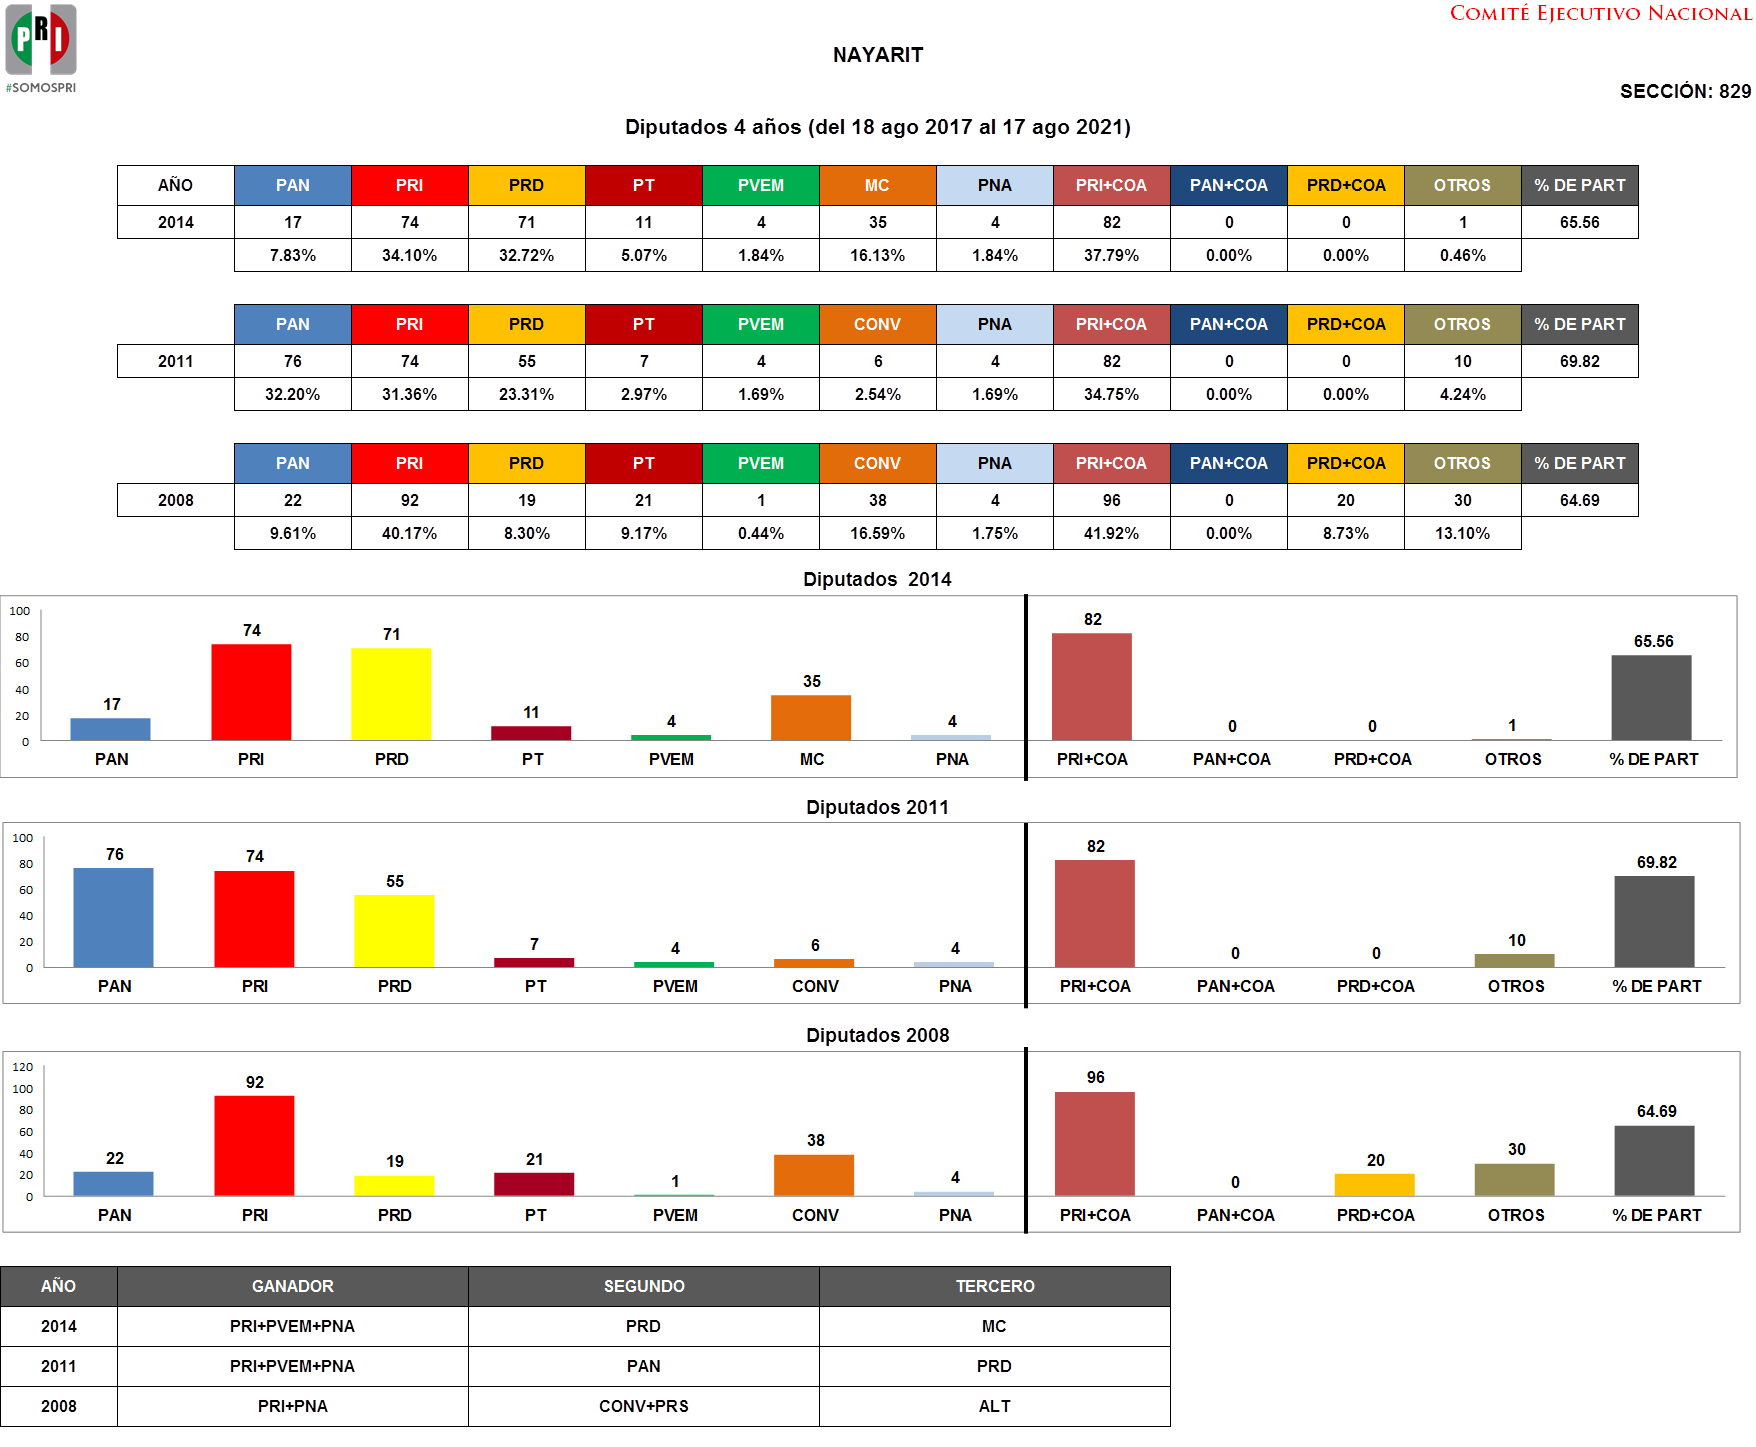 PRI
#SOMOSPRI
COMITÉ EJECUTIVO NACIONAL
NAYARIT
SECCIÓN: 829
Diputados 4 años (del 18 ago 2017 al 17 ago 2021)
AÑO PAN PRI PRD PT PVEM MC PNA PRI+COA PAN+COA PRD+COA OTROS % DE PART
2014 17 74 71 11 4 35 4 82 0 0 1 65.56
7.83% 34.10% 32.72% 5.07% 1.84% 16.13% 1.84% 37.79% 0.00% 0.00% 0.46%
PAN PRI PRD PT PVEM CONV PNA PRI+COA PAN+COA PRD+COA OTROS % DE PART
2011 76 74 55 7 4 6 4 82 0 0 10 69.82
32.20% 31.36% 23.31% 2.97% 1.69% 2.54% 1.69% 34.75% 0.00% 0.00% 4.24%
PAN PRI PRD PT PVEM CONV PNA PRI+COA PAN+COA PRD+COA OTROS % DE PART
2008 22 92 19 21 1 38 4 96 0 20 30 64.69
9.61% 40.17% 8.30% 9.17% 0.44% 16.59% 1.75% 41.92% 0.00% 8.73% 13.10%
Diputados 2014
100
80
60
40
20
0
17 74 71 11 4 35 4 82 0 0 1 65.56
PAN PRI PRD PT PVEM MC PNA PRI+COA PAN+COA PRD+COA OTROS % DE PART
Diputados 2011
100
80
60
40
20
0
76 74 55 7 4 6 4 82 0 0 10 69.82
PAN PRI PRD PT PVEM CONV PNA PRI+COA PAN+COA PRD+COA OTROS % DE PART
Diputados 2008
120
100
80
60
40
20
0
22 92 19 21 1 38 4 96 0 20 30 64.69
PAN PRI PRD PT PVEM CONV PNA PRI+COA PAN+COA PRD+COA OTROS % DE PART
AÑO GANADOR SEGUNDO TERCERO
2014 PRI+PVEM+PNA PRD MC
2011 PRI+PVEM+PNA PAN PRD
2008 PRI+PNA CONV+PRS ALT